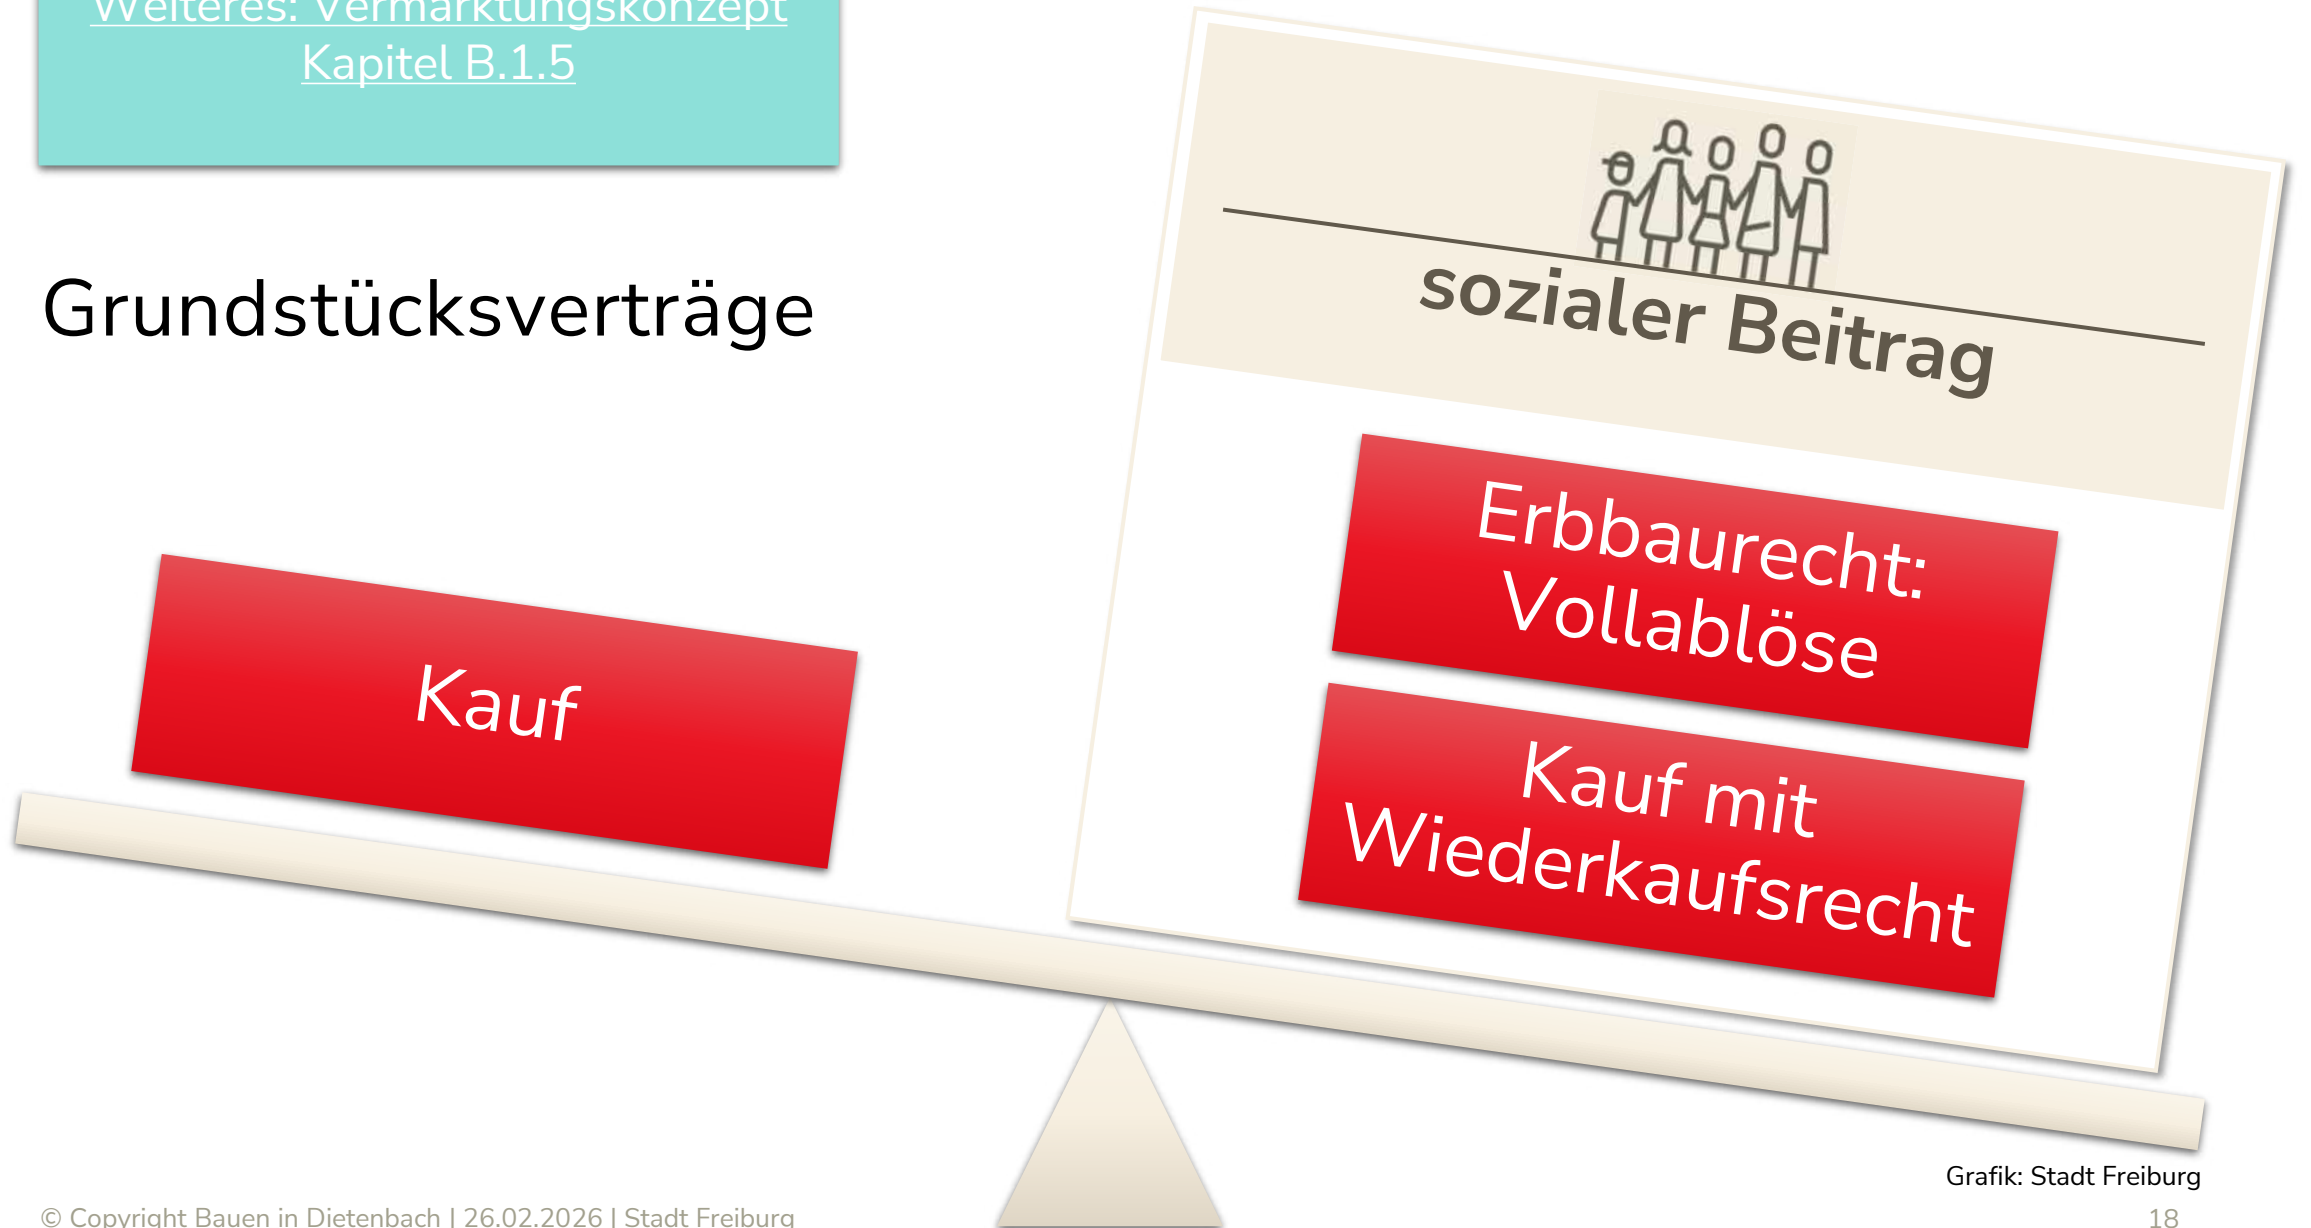 Weiteres: Vermarktungskonzept
Kapitel B.1.5
Grundstücksverträge
sozialer Beitrag
Erbbaurecht:
Vollablöse
Kauf
Kauf mit
Wiederkaufsrecht
Grafik: Stadt Freiburg
© Copyright Bauen in Dietenbach | 26.02.2026 | Stadt Freiburg
18